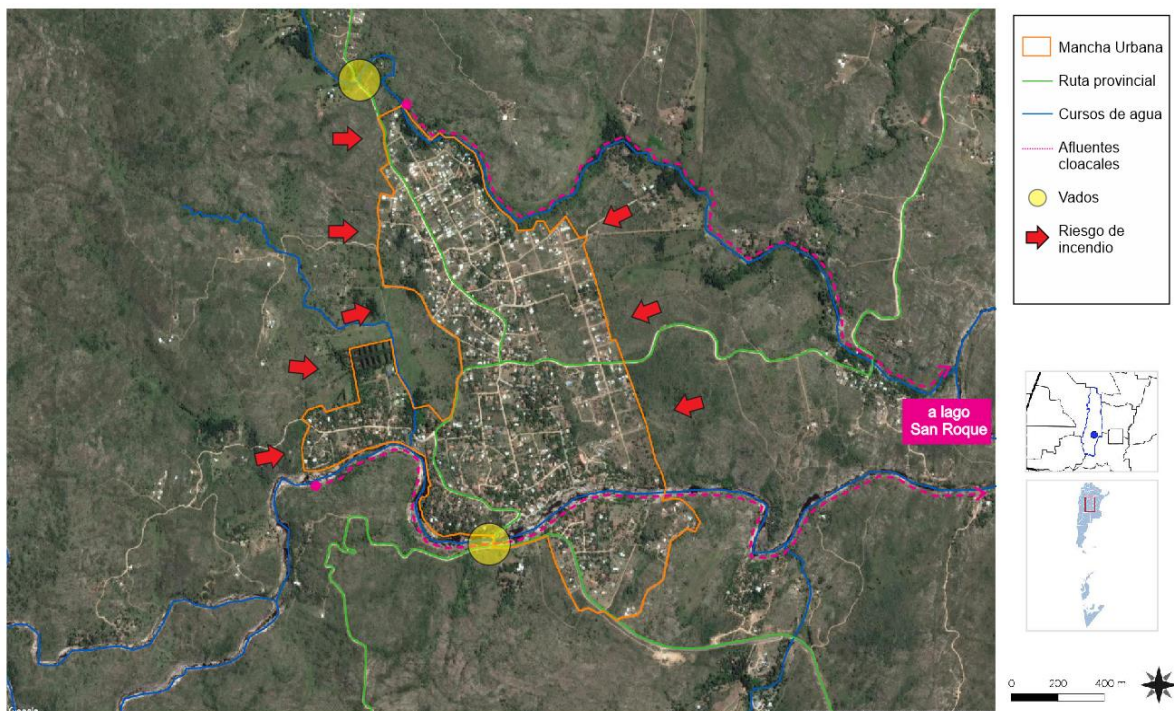 Mancha Urbana
Ruta provincial
Cursos de agua
Afluentes
cloacales
Vados
Riesgo de
incendio
a lago
San Roque
0 200 400 m
Google